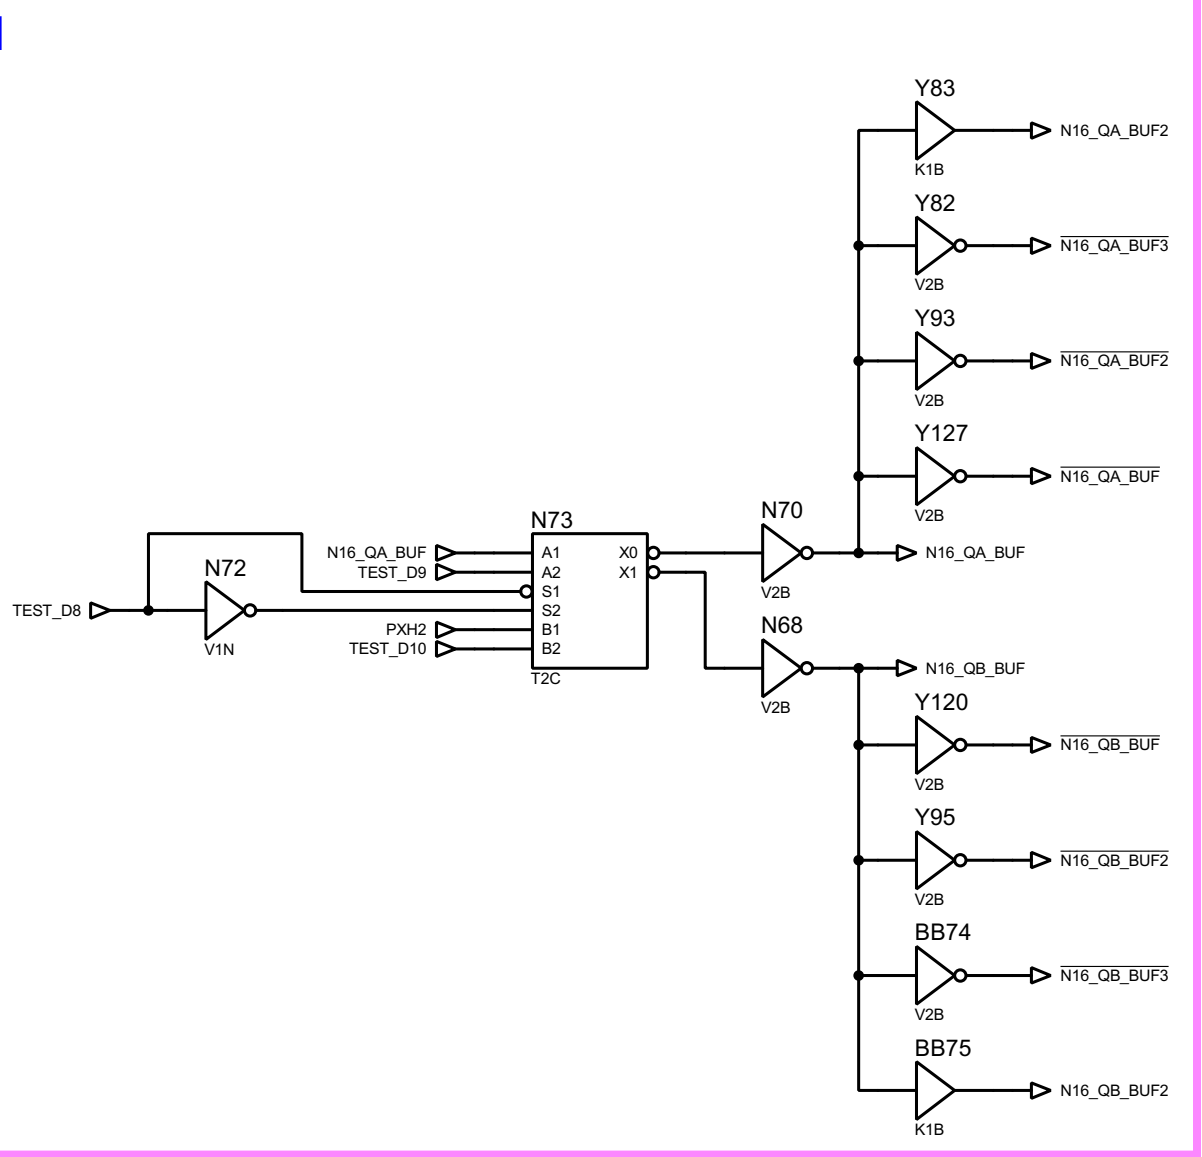 Y83
K1B
N16_QA_BUF2
Y82
V2B
N16_QA_BUF3
Y93
V2B
N16_QA_BUF2
Y127
V2B
N16_QA_BUF
N70
V2B
N16_QA_BUF
TEST_D8
N72
V1N
N16_QA_BUF
TEST_D9
PXH2
TEST_D10
N73
A1 X0
A2 X1
S1
S2
B1
B2
T2C
N68
V2B
N16_QB_BUF
Y120
V2B
N16_QB_BUF
Y95
V2B
N16_QB_BUF2
BB74
V2B
N16_QB_BUF3
BB75
K1B
N16_QB_BUF2